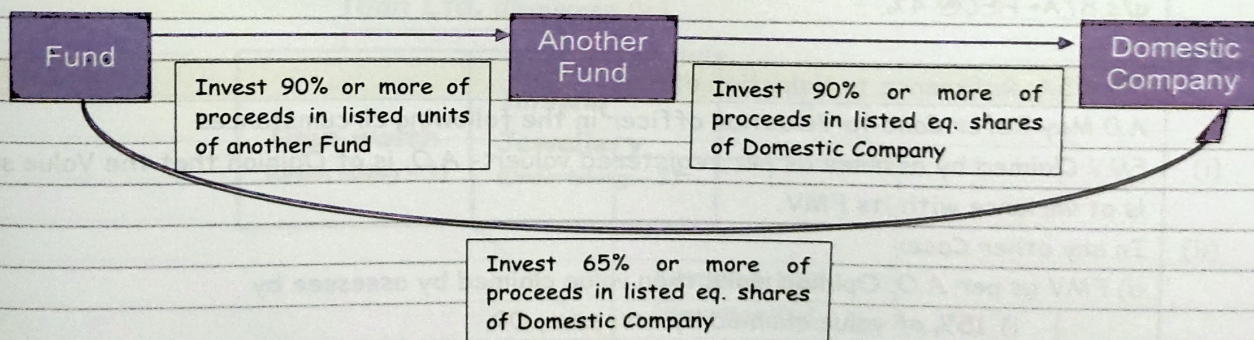 Fund
Another
Fund
Domestic
Company
Invest 90% or more of
proceeds in listed units
of another Fund
Invest 90% or more of
proceeds in listed eq. shares
of Domestic Company
Invest 65% or more of
proceeds in listed eq. shares
of Domestic Company